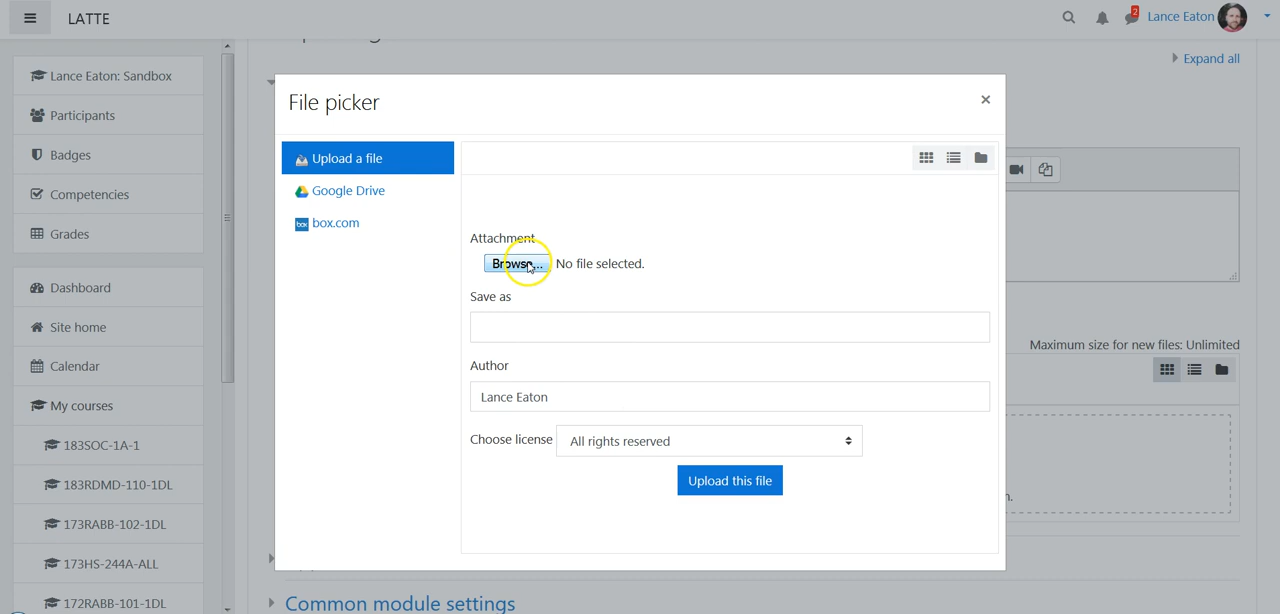 LATTE
2
Lance Eaton
Lance Eaton: Sandbox
Participants
Badges
Competencies
Grades
Dashboard
Site home
Calendar
My courses
183SOC-1A-1
183RDMD-110-1DL
173RABB-102-1DL
173HS-244A-ALL
172RABB-101-1DL
Expand all
File picker
×
Upload a file
Google Drive
box
box.com
Attachment
Browse... No file selected.
Save as
Author
Lance Eaton
Choose license All rights reserved
Upload this file
Maximum size for new files: Unlimited
Common module settings